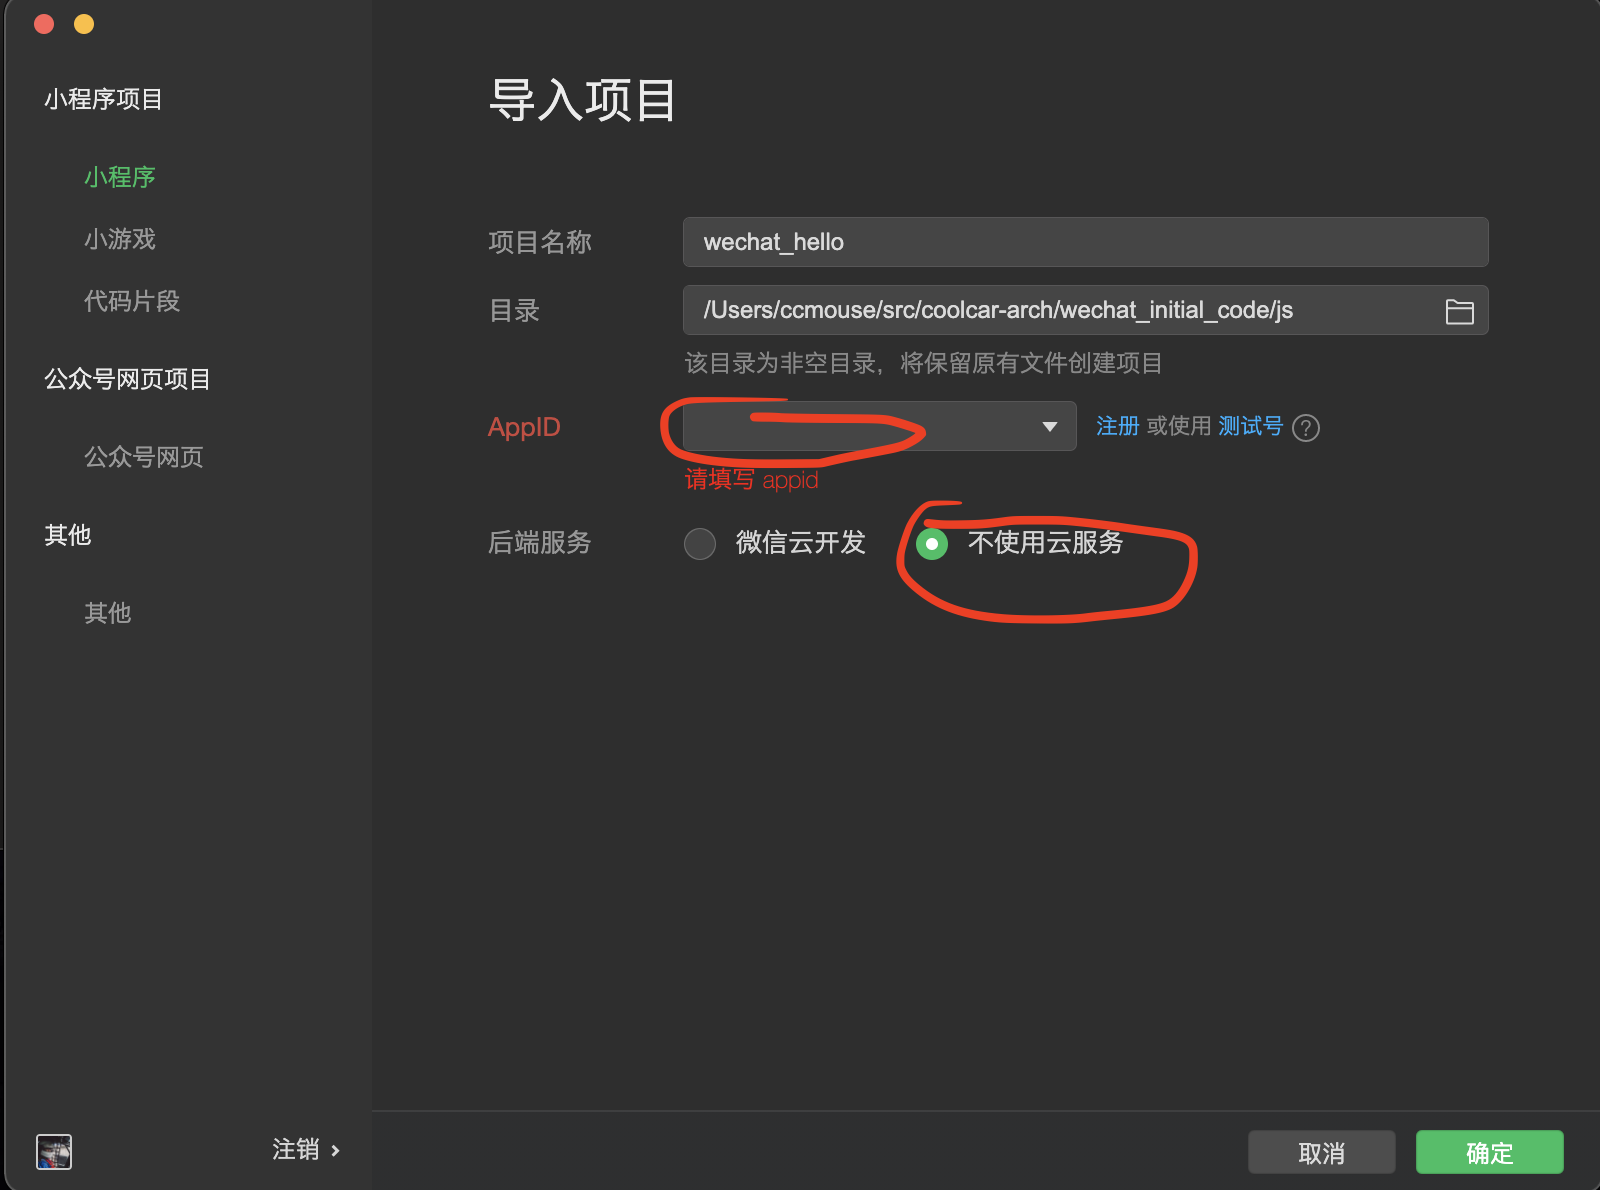 小程序项目
小程序
小游戏
代码片段
公众号网页项目
公众号网页
其他
其他
注销
导入项目
项目名称 wechat_hello
目录 /Users/ccmouse/src/coolcar-arch/wechat_initial_code/js
该目录为非空目录，将保留原有文件创建项目
AppID 注册 或使用 测试号 ?
请填写 appid
后端服务 微信云开发 不使用云服务
取消 确定